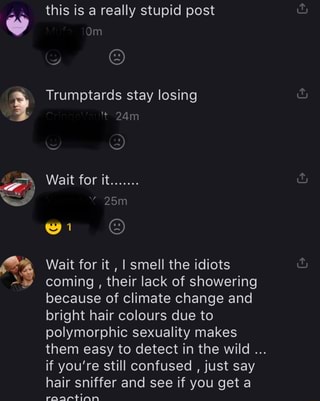 this is a really stupid post
10m
Trumptards stay losing
24m
Wait for it.......
25m
1
Wait for it , I smell the idiots
coming , their lack of showering
because of climate change and
bright hair colours due to
polymorphic sexuality makes
them easy to detect in the wild ...
if you're still confused , just say
hair sniffer and see if you get a
reaction